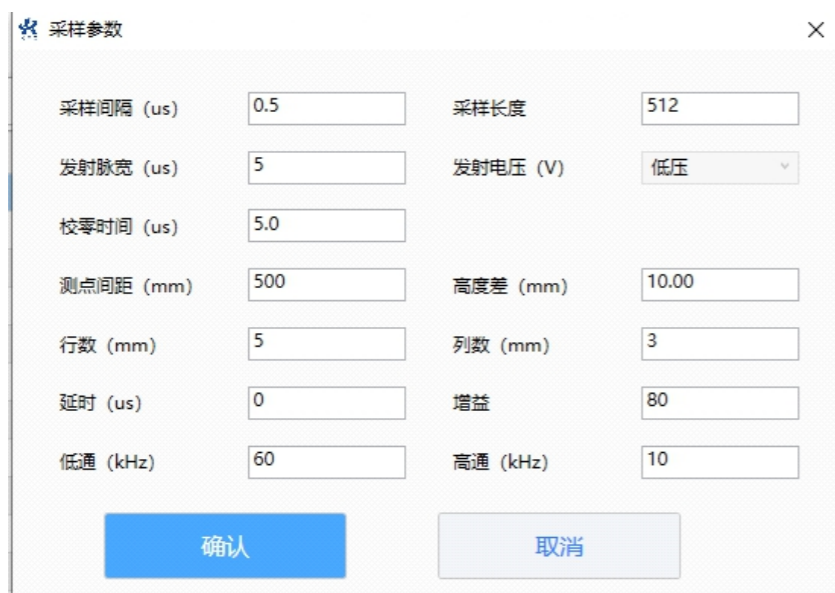 采样参数
采样间隔 (us) 0.5 采样长度 512
发射脉宽 (us) 5 发射电压 (V) 低压
校零时间 (us) 5.0
测点间距 (mm) 500 高度差 (mm) 10.00
行数 (mm) 5 列数 (mm) 3
延时 (us) 0 增益 80
低通 (kHz) 60 高通 (kHz) 10
确认 取消